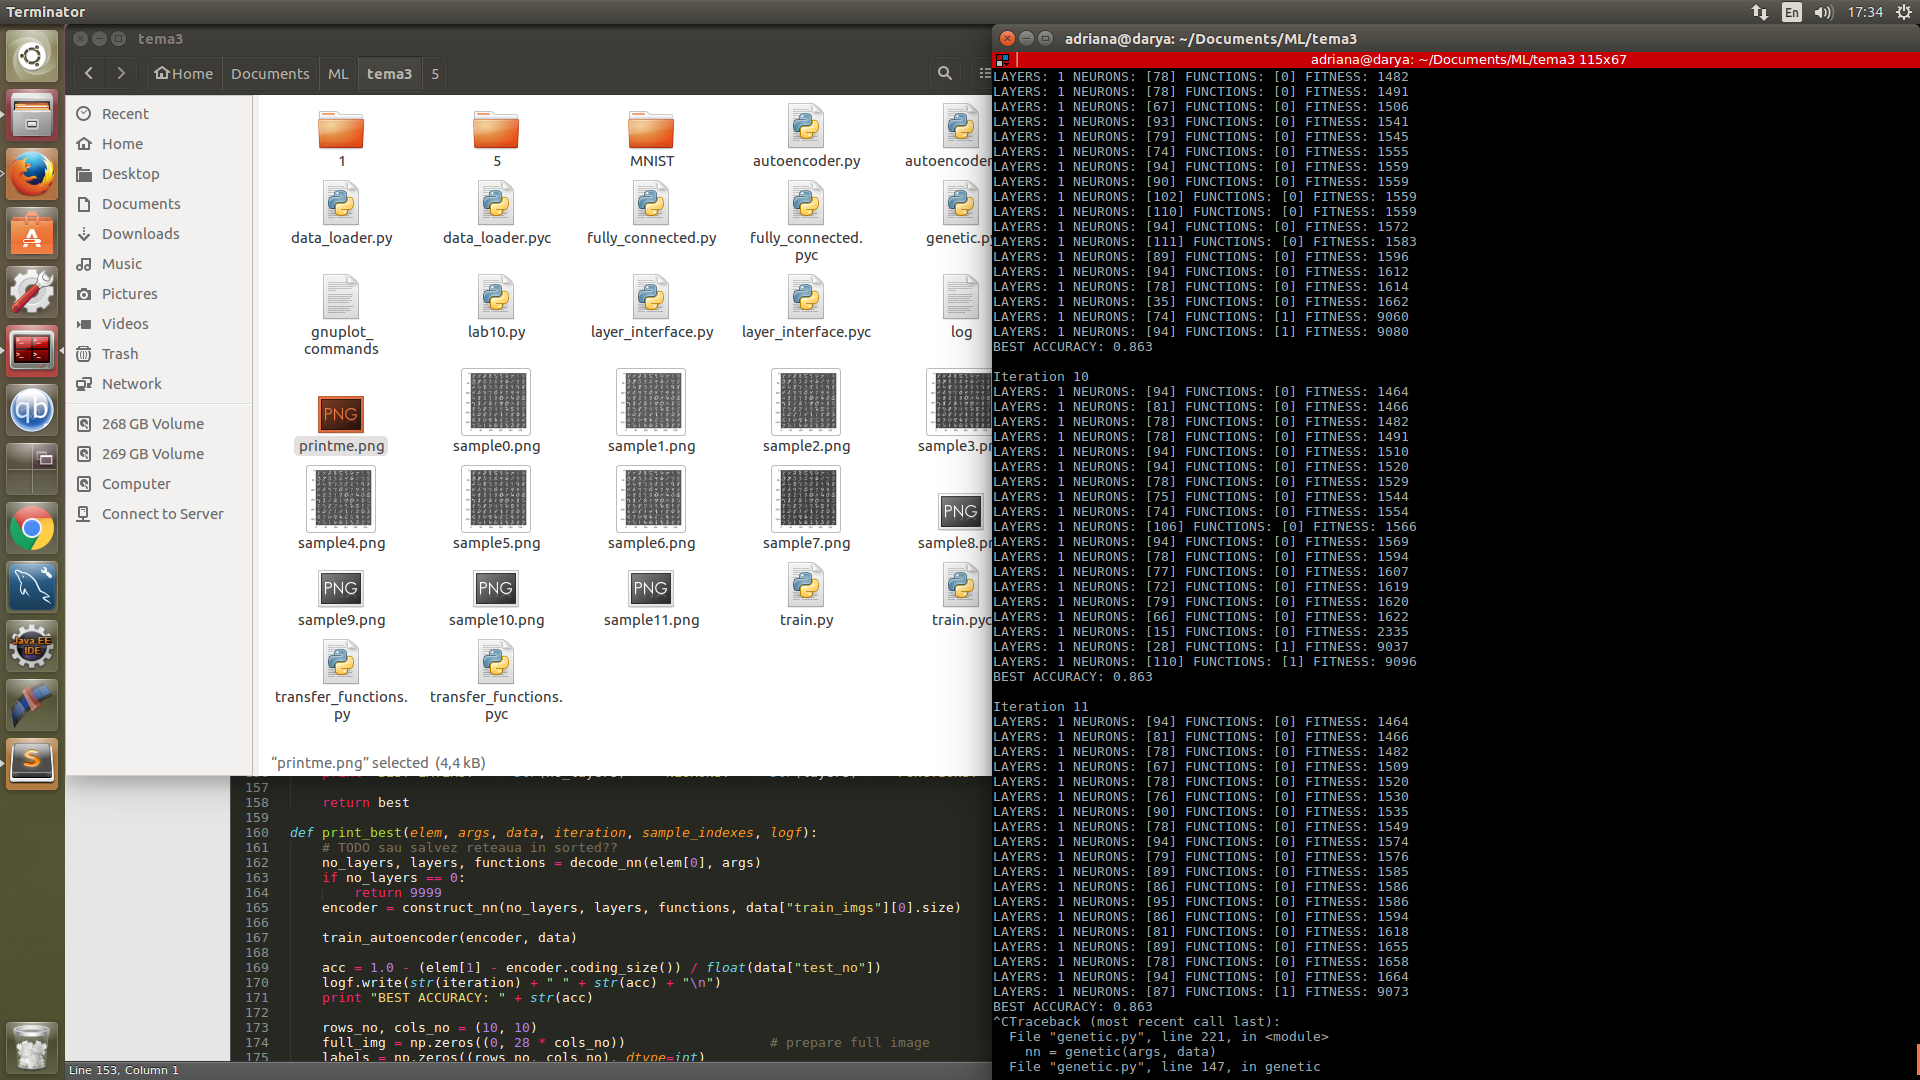 Terminator
En
17:34
tema3
Home
Documents
ML
tema3
5
Recent
Home
Desktop
Documents
Downloads
Music
Pictures
Videos
Trash
Network
268 GB Volume
269 GB Volume
Computer
Connect to Server
1
5
MNIST
autoencoder.py
autoencoder
data_loader.py
data_loader.pyc
fully_connected.py
fully_connected.
pyc
genetic.py
gnuplot_
commands
lab10.py
layer_interface.py
layer_interface.pyc
log
PNG
printme.png
sample0.png
sample1.png
sample2.png
sample3.pn
sample4.png
sample5.png
sample6.png
sample7.png
PNG
sample8.pn
PNG
sample9.png
PNG
sample10.png
PNG
sample11.png
train.py
train.pyc
transfer_functions.
py
transfer_functions.
pyc
“printme.png” selected (4,4 kB)
157
158 return best
159
160 def print_best(elem, args, data, iteration, sample_indexes, logf):
161 # TODO sau salvez reteaua in sorted??
162 no_layers, layers, functions = decode_nn(elem[0], args)
163 if no_layers == 0:
164 return 9999
165 encoder = construct_nn(no_layers, layers, functions, data["train_imgs"][0].size)
166
167 train_autoencoder(encoder, data)
168
169 acc = 1.0 - (elem[1] - encoder.coding_size()) / float(data["test_no"])
170 logf.write(str(iteration) + " " + str(acc) + "\n")
171 print "BEST ACCURACY: " + str(acc)
172
173 rows_no, cols_no = (10, 10)
174 full_img = np.zeros((0, 28 * cols_no)) # prepare full image
175 labels = np.zeros((rows_no, cols_no), dtype=int)
Line 153, Column 1
Java EE
IDE
adriana@darya: ~/Documents/ML/tema3
adriana@darya: ~/Documents/ML/tema3 115x67
LAYERS: 1 NEURONS: [78] FUNCTIONS: [0] FITNESS: 1482
LAYERS: 1 NEURONS: [78] FUNCTIONS: [0] FITNESS: 1491
LAYERS: 1 NEURONS: [67] FUNCTIONS: [0] FITNESS: 1506
LAYERS: 1 NEURONS: [93] FUNCTIONS: [0] FITNESS: 1541
LAYERS: 1 NEURONS: [79] FUNCTIONS: [0] FITNESS: 1545
LAYERS: 1 NEURONS: [74] FUNCTIONS: [0] FITNESS: 1555
LAYERS: 1 NEURONS: [94] FUNCTIONS: [0] FITNESS: 1559
LAYERS: 1 NEURONS: [90] FUNCTIONS: [0] FITNESS: 1559
LAYERS: 1 NEURONS: [102] FUNCTIONS: [0] FITNESS: 1559
LAYERS: 1 NEURONS: [110] FUNCTIONS: [0] FITNESS: 1559
LAYERS: 1 NEURONS: [94] FUNCTIONS: [0] FITNESS: 1572
LAYERS: 1 NEURONS: [111] FUNCTIONS: [0] FITNESS: 1583
LAYERS: 1 NEURONS: [89] FUNCTIONS: [0] FITNESS: 1596
LAYERS: 1 NEURONS: [94] FUNCTIONS: [0] FITNESS: 1612
LAYERS: 1 NEURONS: [78] FUNCTIONS: [0] FITNESS: 1614
LAYERS: 1 NEURONS: [35] FUNCTIONS: [0] FITNESS: 1662
LAYERS: 1 NEURONS: [74] FUNCTIONS: [1] FITNESS: 9060
LAYERS: 1 NEURONS: [94] FUNCTIONS: [1] FITNESS: 9080
BEST ACCURACY: 0.863
Iteration 10
LAYERS: 1 NEURONS: [94] FUNCTIONS: [0] FITNESS: 1464
LAYERS: 1 NEURONS: [81] FUNCTIONS: [0] FITNESS: 1466
LAYERS: 1 NEURONS: [78] FUNCTIONS: [0] FITNESS: 1482
LAYERS: 1 NEURONS: [78] FUNCTIONS: [0] FITNESS: 1491
LAYERS: 1 NEURONS: [94] FUNCTIONS: [0] FITNESS: 1510
LAYERS: 1 NEURONS: [94] FUNCTIONS: [0] FITNESS: 1520
LAYERS: 1 NEURONS: [78] FUNCTIONS: [0] FITNESS: 1529
LAYERS: 1 NEURONS: [75] FUNCTIONS: [0] FITNESS: 1544
LAYERS: 1 NEURONS: [74] FUNCTIONS: [0] FITNESS: 1554
LAYERS: 1 NEURONS: [106] FUNCTIONS: [0] FITNESS: 1566
LAYERS: 1 NEURONS: [94] FUNCTIONS: [0] FITNESS: 1569
LAYERS: 1 NEURONS: [78] FUNCTIONS: [0] FITNESS: 1594
LAYERS: 1 NEURONS: [77] FUNCTIONS: [0] FITNESS: 1607
LAYERS: 1 NEURONS: [72] FUNCTIONS: [0] FITNESS: 1619
LAYERS: 1 NEURONS: [79] FUNCTIONS: [0] FITNESS: 1620
LAYERS: 1 NEURONS: [66] FUNCTIONS: [0] FITNESS: 1622
LAYERS: 1 NEURONS: [15] FUNCTIONS: [0] FITNESS: 2335
LAYERS: 1 NEURONS: [28] FUNCTIONS: [1] FITNESS: 9037
LAYERS: 1 NEURONS: [110] FUNCTIONS: [1] FITNESS: 9096
BEST ACCURACY: 0.863
Iteration 11
LAYERS: 1 NEURONS: [94] FUNCTIONS: [0] FITNESS: 1464
LAYERS: 1 NEURONS: [81] FUNCTIONS: [0] FITNESS: 1466
LAYERS: 1 NEURONS: [78] FUNCTIONS: [0] FITNESS: 1482
LAYERS: 1 NEURONS: [67] FUNCTIONS: [0] FITNESS: 1509
LAYERS: 1 NEURONS: [78] FUNCTIONS: [0] FITNESS: 1520
LAYERS: 1 NEURONS: [76] FUNCTIONS: [0] FITNESS: 1530
LAYERS: 1 NEURONS: [90] FUNCTIONS: [0] FITNESS: 1535
LAYERS: 1 NEURONS: [78] FUNCTIONS: [0] FITNESS: 1549
LAYERS: 1 NEURONS: [94] FUNCTIONS: [0] FITNESS: 1574
LAYERS: 1 NEURONS: [79] FUNCTIONS: [0] FITNESS: 1576
LAYERS: 1 NEURONS: [89] FUNCTIONS: [0] FITNESS: 1585
LAYERS: 1 NEURONS: [86] FUNCTIONS: [0] FITNESS: 1586
LAYERS: 1 NEURONS: [95] FUNCTIONS: [0] FITNESS: 1586
LAYERS: 1 NEURONS: [86] FUNCTIONS: [0] FITNESS: 1594
LAYERS: 1 NEURONS: [81] FUNCTIONS: [0] FITNESS: 1618
LAYERS: 1 NEURONS: [89] FUNCTIONS: [0] FITNESS: 1655
LAYERS: 1 NEURONS: [78] FUNCTIONS: [0] FITNESS: 1658
LAYERS: 1 NEURONS: [94] FUNCTIONS: [0] FITNESS: 1664
LAYERS: 1 NEURONS: [87] FUNCTIONS: [1] FITNESS: 9073
BEST ACCURACY: 0.863
^CTraceback (most recent call last):
File "genetic.py", line 221, in <module>
nn = genetic(args, data)
File "genetic.py", line 147, in genetic